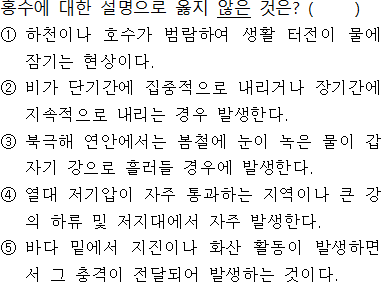 홍수에 대한 설명으로 옳지 않은 것은? (      )
① 하천이나 호수가 범람하여 생활 터전이 물에
잠기는 현상이다.
② 비가 단기간에 집중적으로 내리거나 장기간에
지속적으로 내리는 경우 발생한다.
③ 북극해 연안에서는 봄철에 눈이 녹은 물이 갑
자기 강으로 흘러들 경우에 발생한다.
④ 열대 저기압이 자주 통과하는 지역이나 큰 강
의 하류 및 저지대에서 자주 발생한다.
⑤ 바다 밑에서 지진이나 화산 활동이 발생하면
서 그 충격이 전달되어 발생하는 것이다.